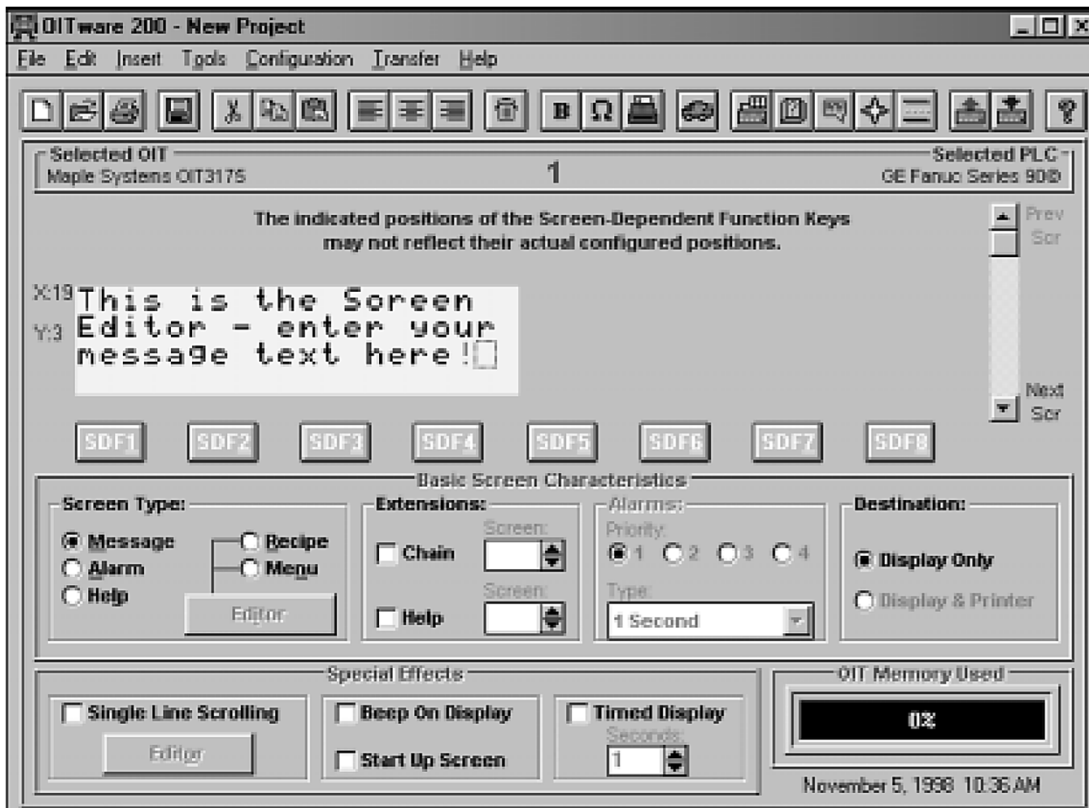 OITware 200 - New Project
File Edit Insert Tools Configuration Transfer Help
B Ω ?
Selected OIT
Selected PLC
Maple Systems OIT3175
1
GE Fanuc Series 90©
The indicated positions of the Screen-Dependent Function Keys
may not reflect their actual configured positions.
Prev
Scr
X:19
Y:3
This is the Screen
Editor - enter your
message text here!
Next
Scr
SDF1 SDF2 SDF3 SDF4 SDF5 SDF6 SDF7 SDF8
Basic Screen Characteristics
Screen Type:
Message
Recipe
Alarm
Menu
Help
Editor
Extensions:
Screen:
Chain
Screen:
Help
Alarms:
Priority:
1 2 3 4
Type:
1 Second
Destination:
Display Only
Display & Printer
Special Effects
Single Line Scrolling
Editor
Beep On Display
Start Up Screen
Timed Display
Seconds:
1
OIT Memory Used
0%
November 5, 1998 10:36 AM